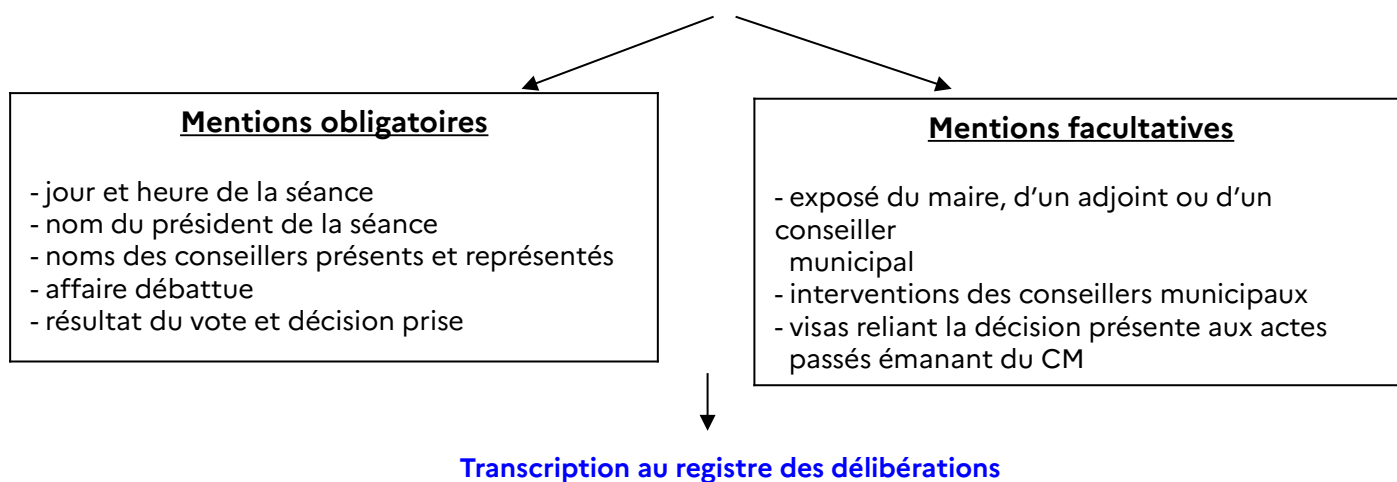 Mentions obligatoires
- jour et heure de la séance
- nom du président de la séance
- noms des conseillers présents et représentés
- affaire débattue
- résultat du vote et décision prise
Mentions facultatives
- exposé du maire, d’un adjoint ou d’un
conseiller
municipal
- interventions des conseillers municipaux
- visas reliant la décision présente aux actes
passés émanant du CM
Transcription au registre des délibérations